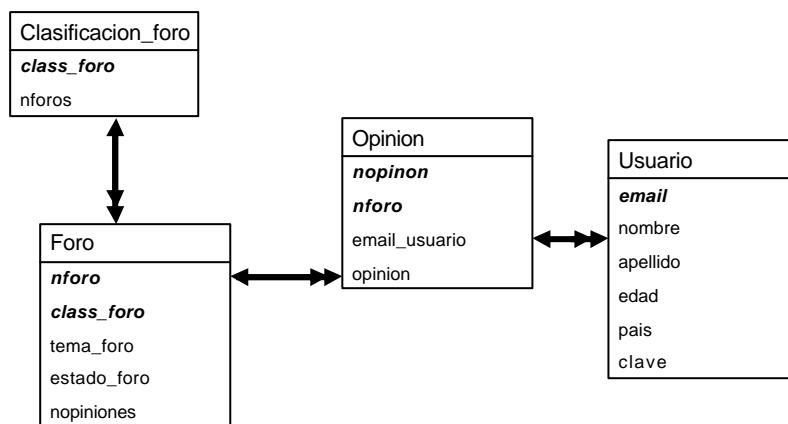 Clasificacion_foro
class_foro
nforos
Foro
nforo
class_foro
tema_foro
estado_foro
nopiniones
Opinion
nopinon
nforo
email_usuario
opinion
Usuario
email
nombre
apellido
edad
pais
clave